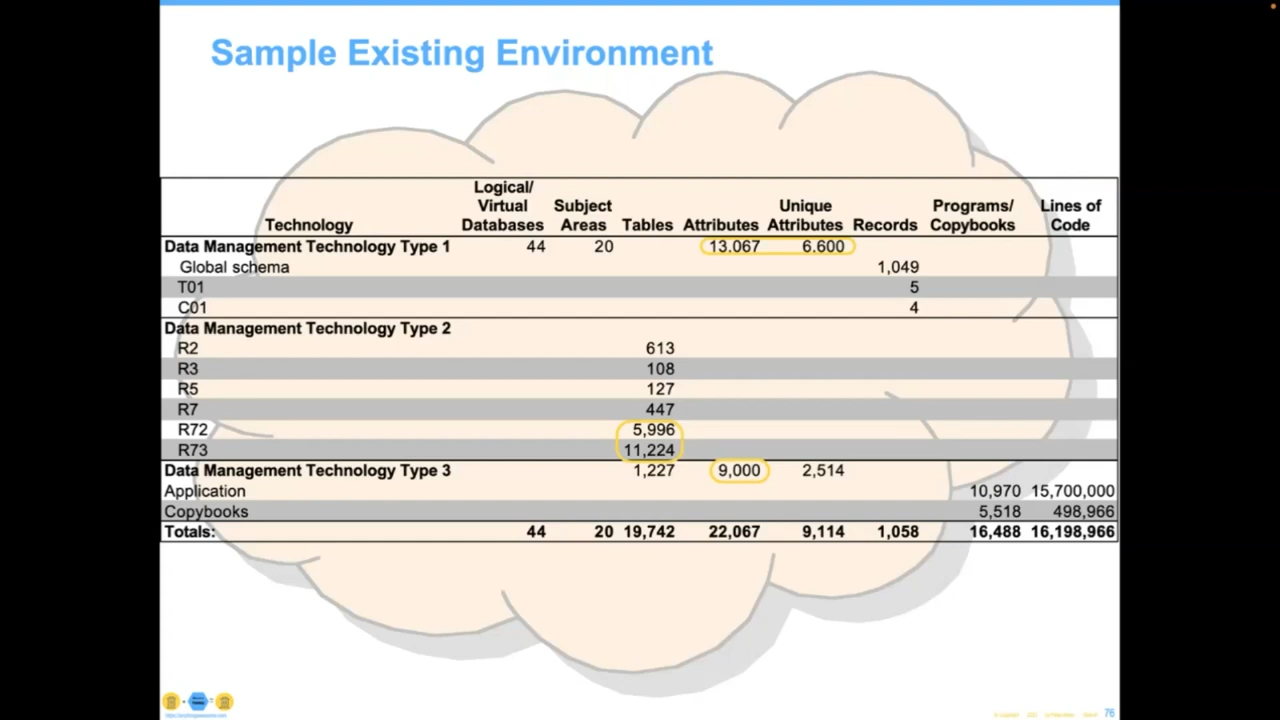 Sample Existing Environment
Technology Logical/ Virtual Databases Subject Areas Tables Attributes Unique Attributes Records Programs/ Copybooks Lines of Code
Data Management Technology Type 1 44 20 13.067 6.600
Global schema 1,049
T01 5
C01 4
Data Management Technology Type 2
R2 613
R3 108
R5 127
R7 447
R72 5,996
R73 11,224
Data Management Technology Type 3 1,227 9,000 2,514
Application 10,970 15,700,000
Copybooks 5,518 498,966
Totals: 44 20 19,742 22,067 9,114 1,058 16,488 16,198,966
76